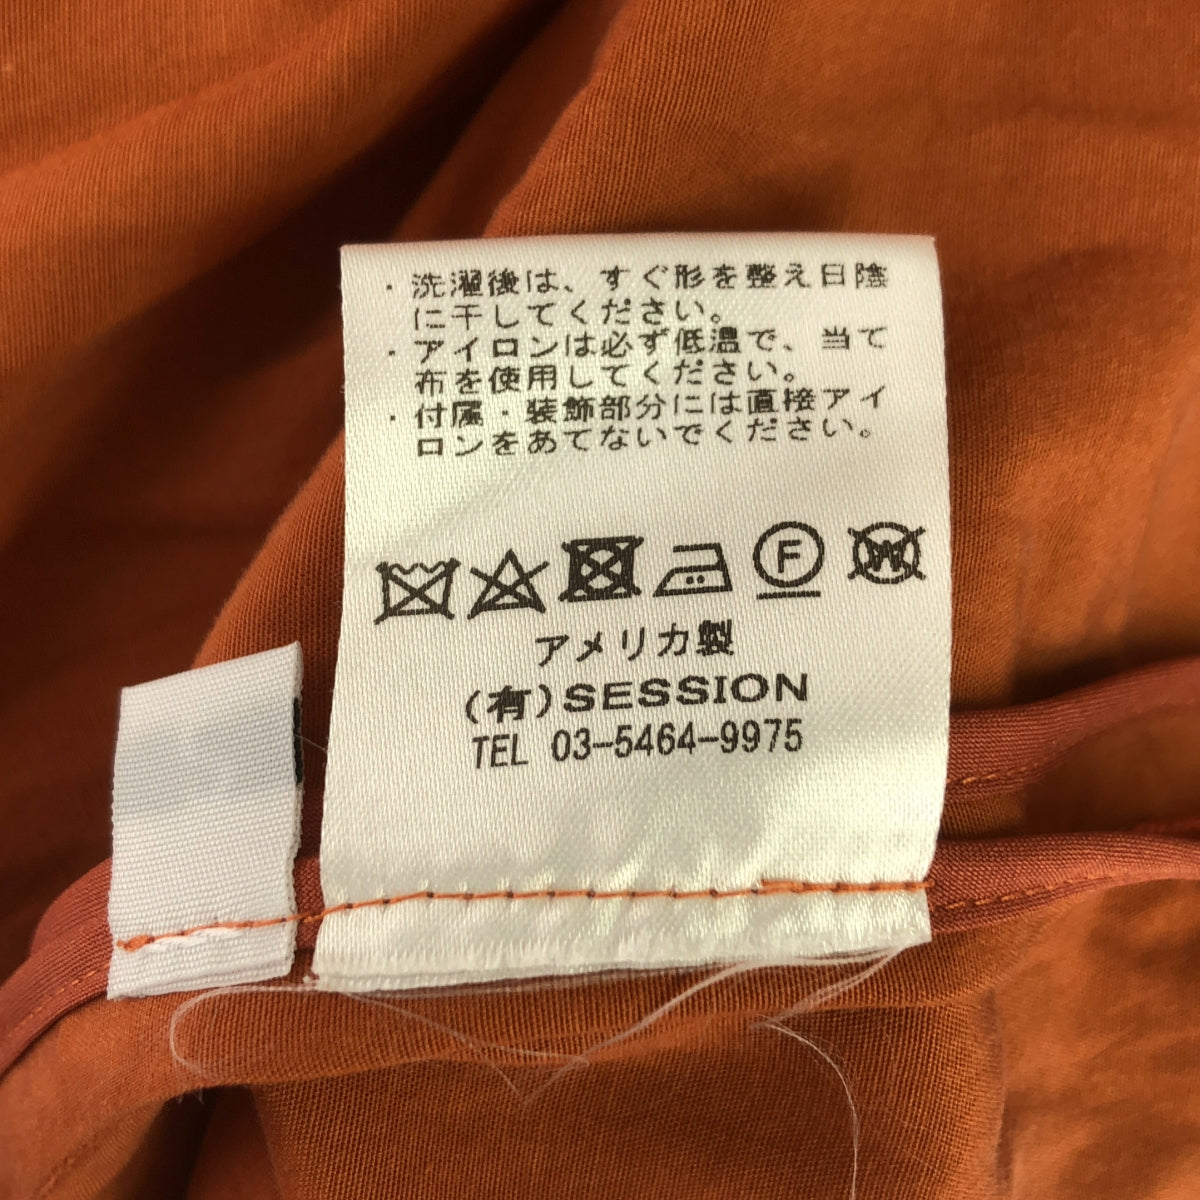 ・洗濯後は、すぐ形を整え日陰
に干してください。
・アイロンは必ず低温で、当て
布を使用してください。
・付属・装飾部分には直接アイ
ロンをあてないでください。
F W
アメリカ製
(有)SESSION
TEL 03-5464-9975